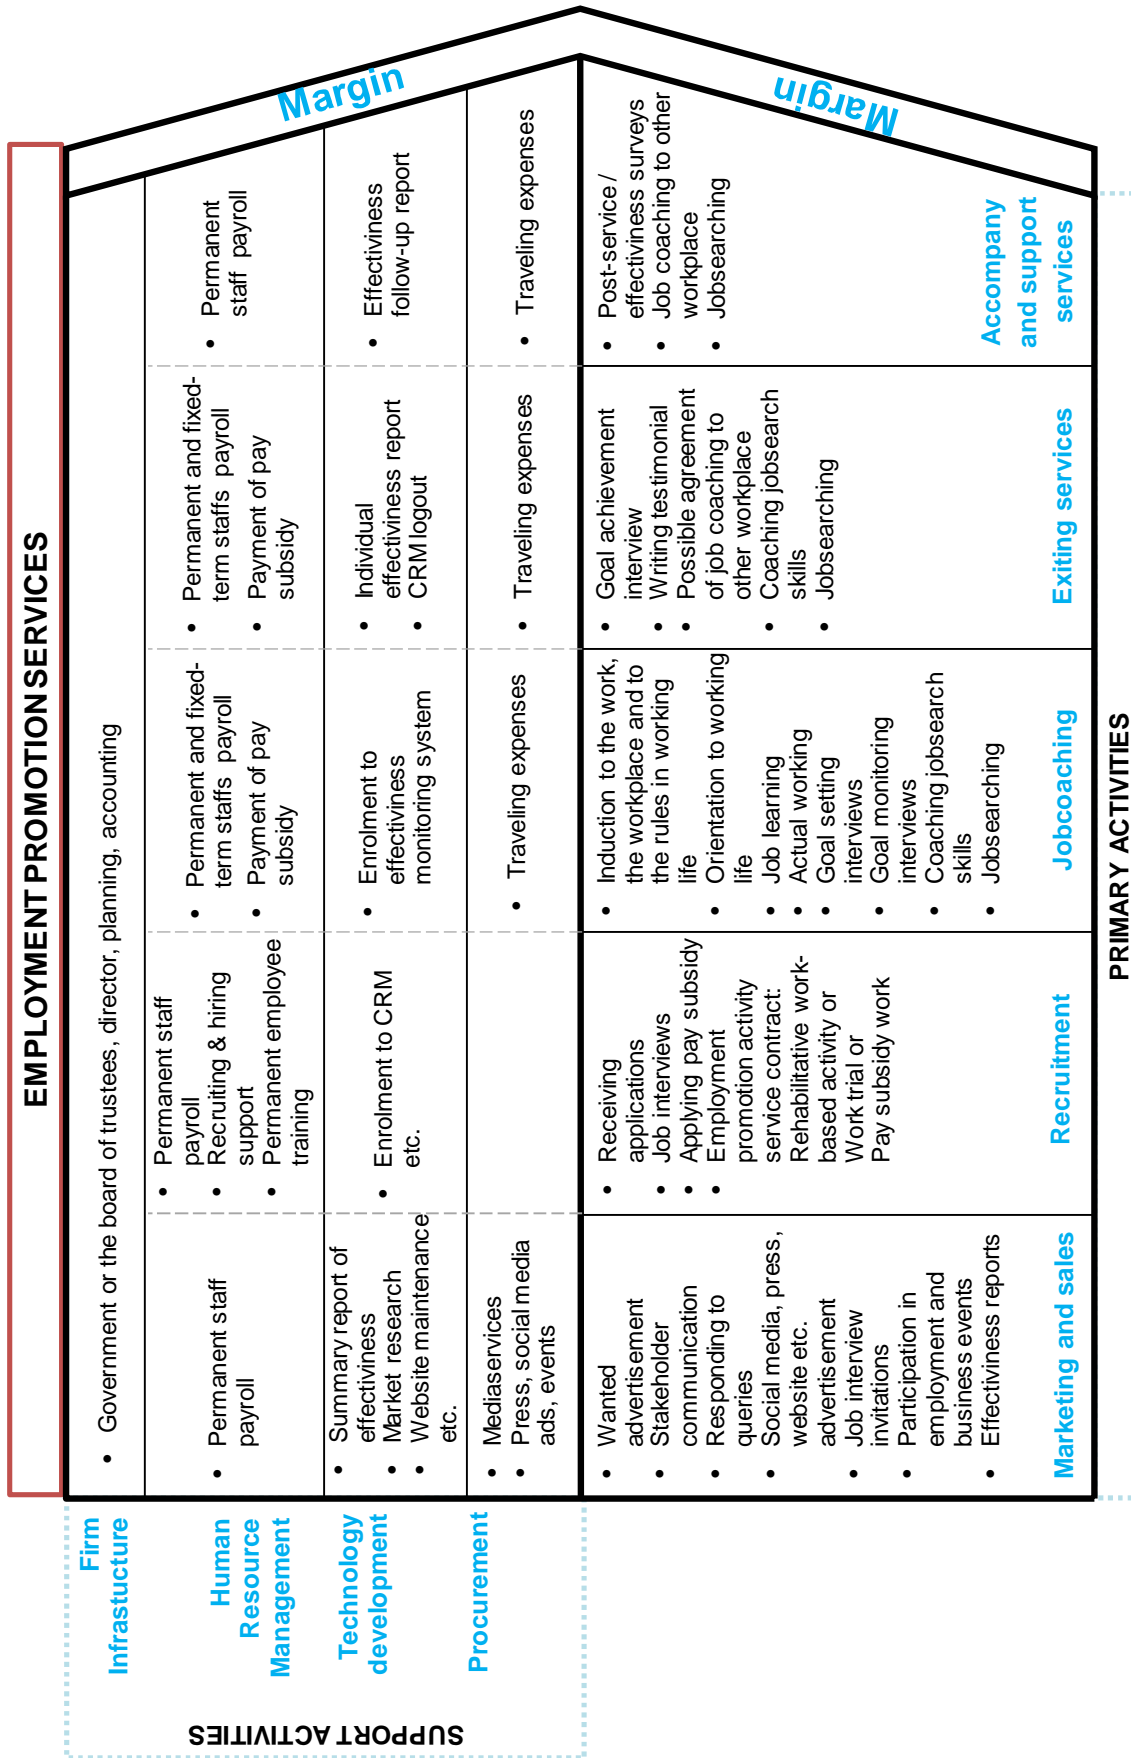 EMPLOYMENT PROMOTION SERVICES
SUPPORT ACTIVITIES
Firm
Infrastucture
• Government or the board of trustees, director, planning, accounting
Human
Resource
Management
• Permanent staff
payroll
• Permanent staff
payroll
• Recruiting & hiring
support
• Permanent employee
training
• Permanent and fixed-
term staffs payroll
• Payment of pay
subsidy
• Permanent and fixed-
term staffs payroll
• Payment of pay
subsidy
• Permanent
staff payroll
Technology
development
• Summary report of
effectiviness
• Market research
• Website maintenance
etc.
• Enrolment to CRM
etc.
• Enrolment to
effectiviness
monitoring system
• Individual
effectiviness report
• CRM logout
• Effectiviness
follow-up report
Procurement
• Mediaservices
• Press, social media
ads, events
• Traveling expenses
• Traveling expenses
• Traveling expenses
Margin
Margin
• Wanted
advertisement
• Stakeholder
communication
• Responding to
queries
• Social media, press,
website etc.
advertisement
• Job interview
invitations
• Participation in
employment and
business events
• Effectiviness reports
Marketing and sales
• Receiving
applications
• Job interviews
• Applying pay subsidy
• Employment
promotion activity
service contract:
Rehabilitative work-
based activity or
Work trial or
Pay subsidy work
Recruitment
• Induction to the work,
the workplace and to
the rules in working
life
• Orientation to working
life
• Job learning
• Actual working
• Goal setting
interviews
• Goal monitoring
interviews
• Coaching jobsearch
skills
• Jobsearching
Jobcoaching
• Goal achievement
interview
• Writing testimonial
• Possible agreement
of job coaching to
other workplace
• Coaching jobsearch
skills
• Jobsearching
Exiting services
• Post-service /
effectiviness surveys
• Job coaching to other
workplace
• Jobsearching
Accompany
and support
services
PRIMARY ACTIVITIES